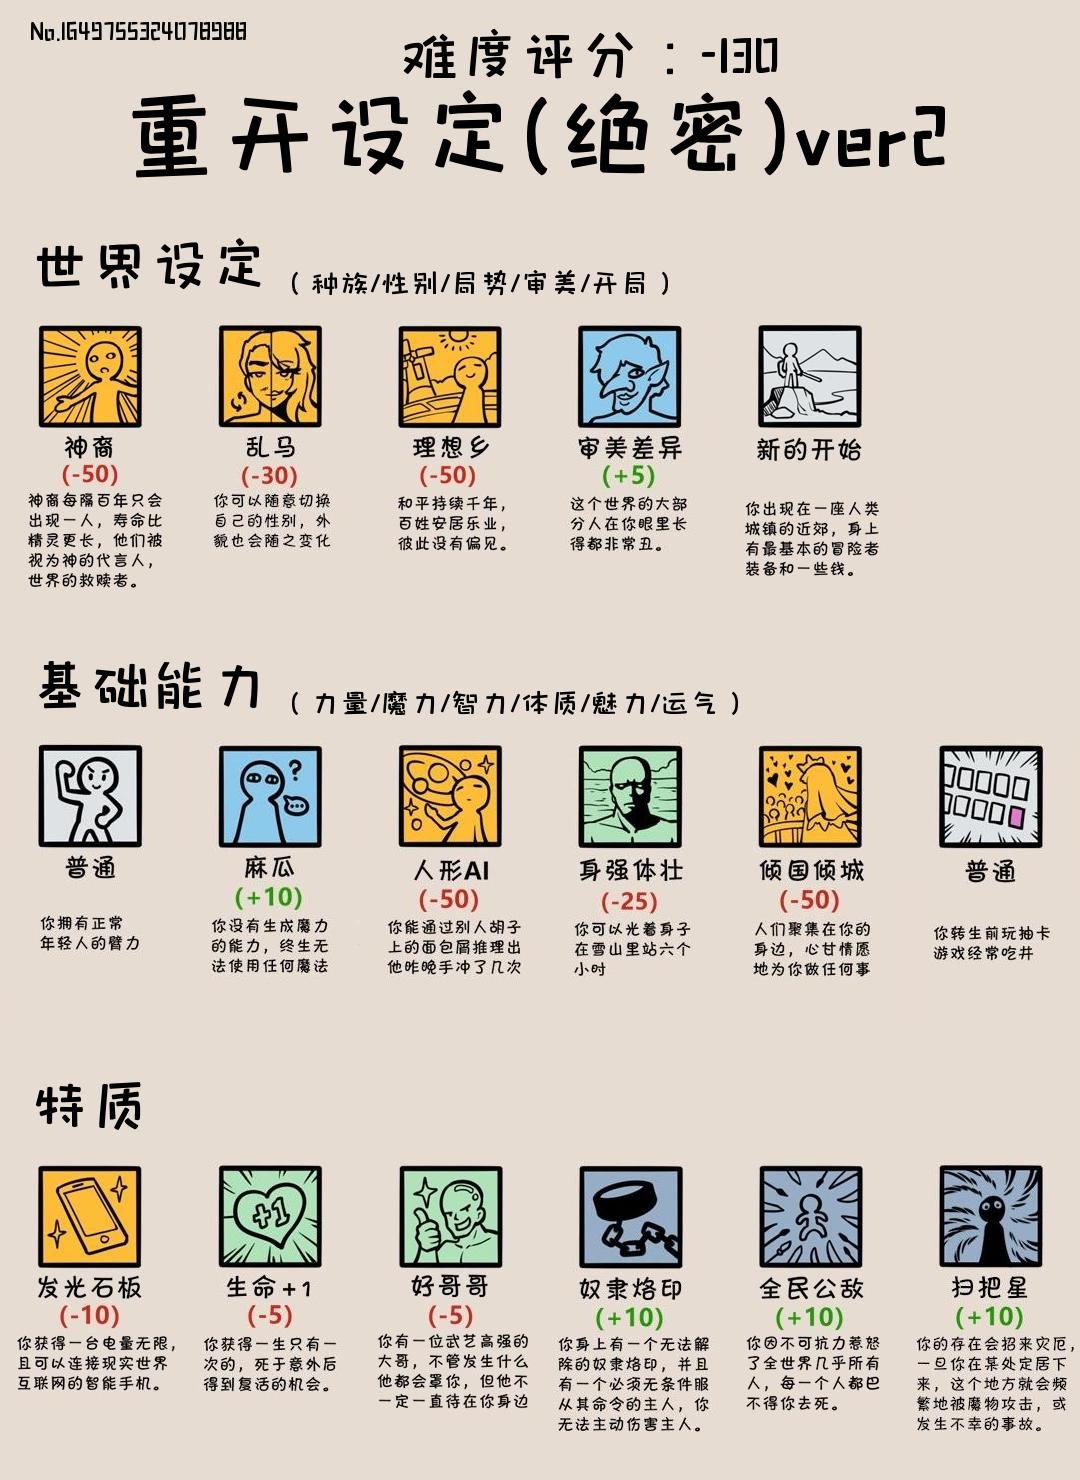 No.1649755324078988
难度评分：-130
重开设定(绝密)ver2
世界设定
（种族/性别/局势/审美/开局）
神裔
(-50)
神裔每隔百年只会
出现一人，寿命比
精灵更长，他们被
视为神的代言人，
世界的救赎者。
乱马
(-30)
你可以随意切换
自己的性别，外
貌也会随之变化
理想乡
(-50)
和平持续千年，
百姓安居乐业，
彼此没有偏见。
审美差异
(+5)
这个世界的大部
分人在你眼里长
得都非常丑。
新的开始
你出现在一座人类
城镇的近郊，身上
有最基本的冒险者
装备和一些钱。
基础能力
（力量/魔力/智力/体质/魅力/运气）
普通
你拥有正常
年轻人的臂力
麻瓜
(+10)
你没有生成魔力
的能力，终生无
法使用任何魔法
人形AI
(-50)
你能通过别人胡子
上的面包屑推理出
他昨晚手冲了几次
身强体壮
(-25)
你可以光着身子
在雪山里站六个
小时
倾国倾城
(-50)
人们聚集在你的
身边，心甘情愿
地为你做任何事
普通
你转生前玩抽卡
游戏经常吃井
特质
发光石板
(-10)
你获得一台电量无限，
且可以连接现实世界
互联网的智能手机。
+1
生命+1
(-5)
你获得一生只有一
次的，死于意外后
得到复活的机会。
好哥哥
(-5)
你有一位武艺高强的
大哥，不管发生什么
他都会罩你，但他不
一定一直待在你身边
奴隶烙印
(+10)
你身上有一个无法解
除的奴隶烙印，并且
有一个必须无条件服
从其命令的主人，你
无法主动伤害主人。
全民公敌
(+10)
你因不可抗力惹怒
了全世界几乎所有
人，每一个人都巴
不得你去死。
扫把星
(+10)
你的存在会招来灾厄，
一旦你在某处定居下
来，这个地方就会频
繁地被魔物攻击，或
发生不幸的事故。